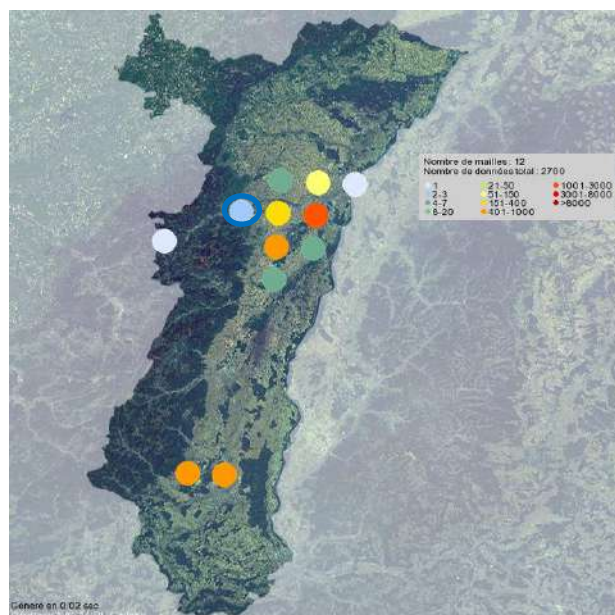 Nombre de mailles : 12
Nombre de données total : 2700
1 21-50 1001-3000
2-3 51-150 3001-8000
4-7 151-400 >8000
8-20 401-1000
Généré en 0.02 sec